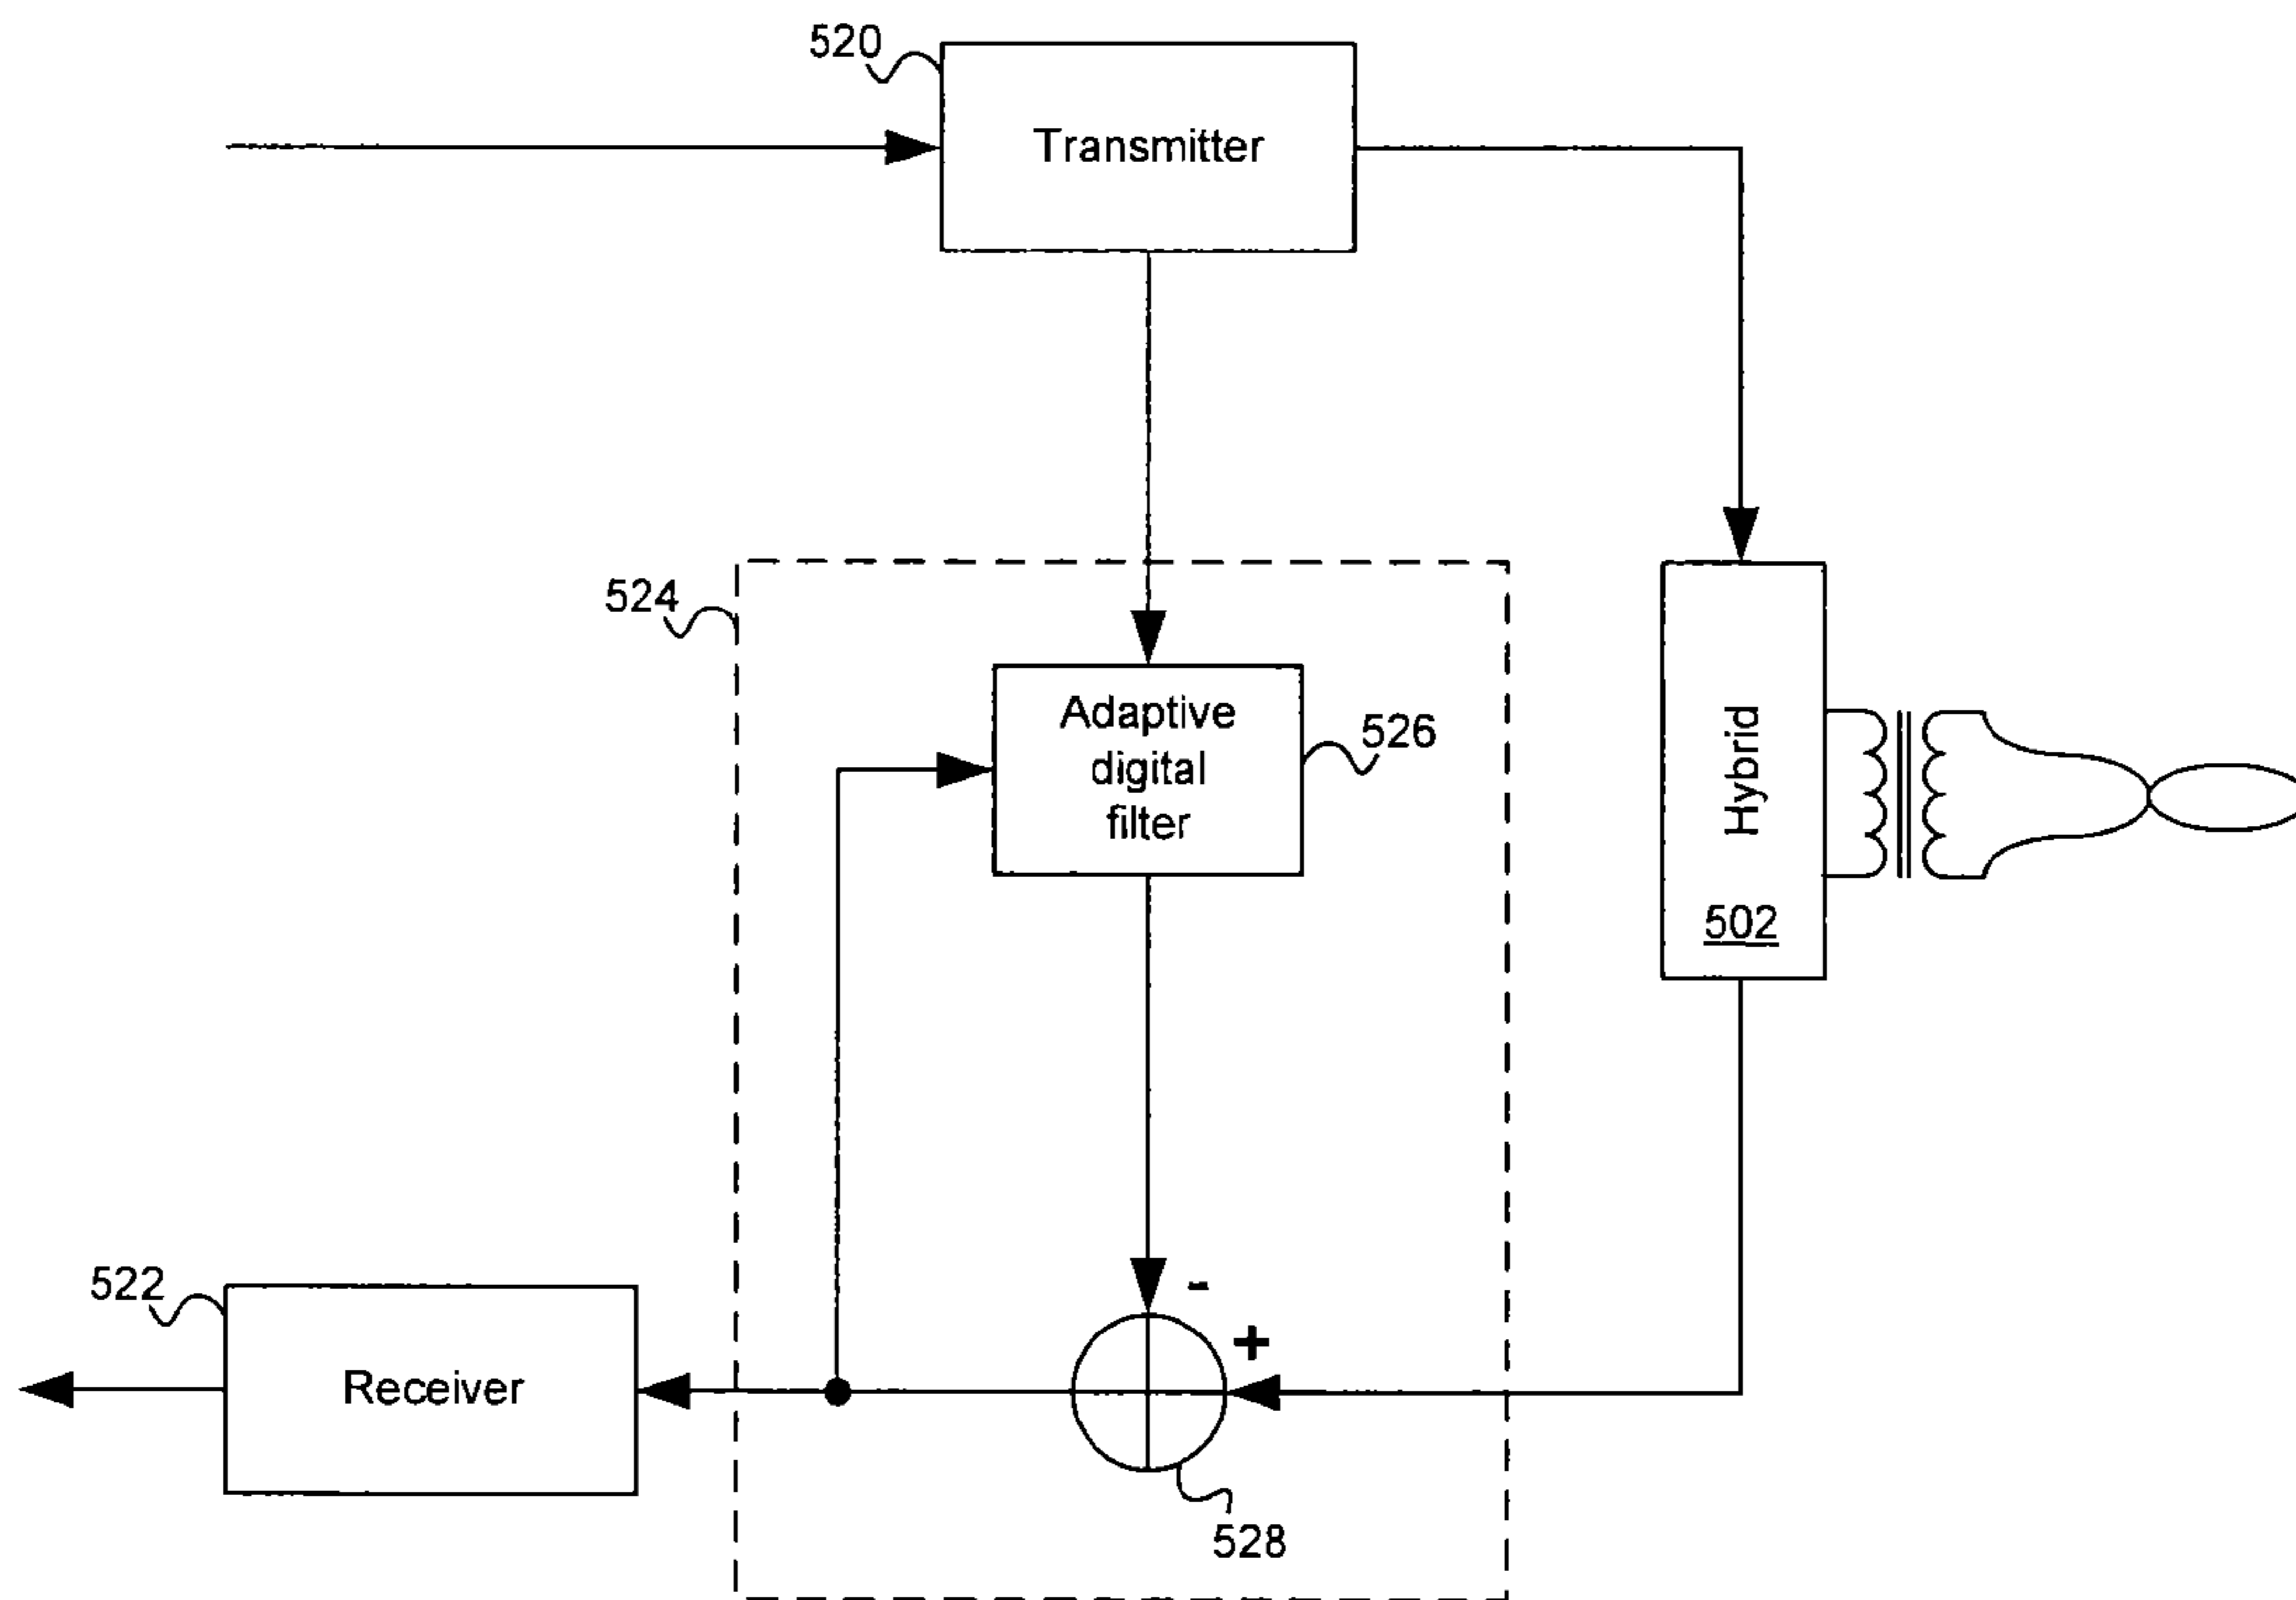 520
Transmitter
524
Adaptive
digital
filter
526
Hybrid
502
-
+
522
Receiver
528